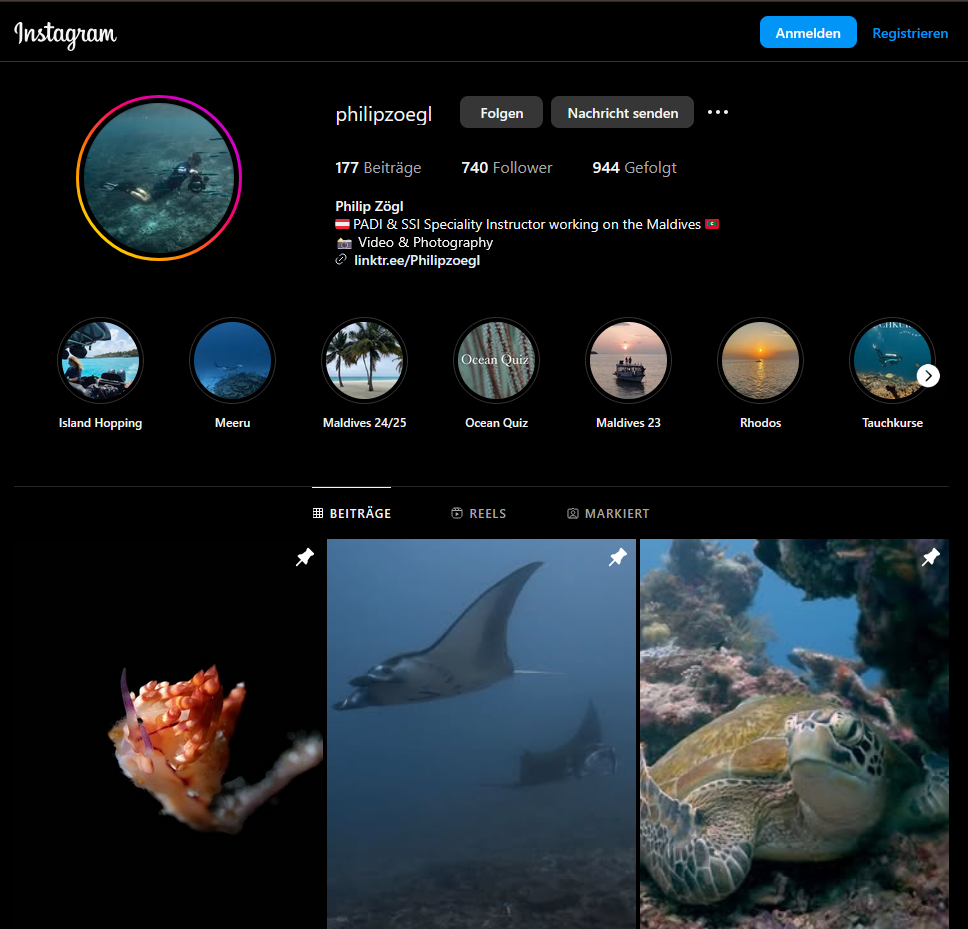 Instagram
Anmelden
Registrieren
philipzoegl
Folgen
Nachricht senden
177 Beiträge
740 Follower
944 Gefolgt
Philip Zögl
🇦🇹 PADI & SSI Speciality Instructor working on the Maldives 🇲🇻
📸 Video & Photography
linktr.ee/Philipzoegl
Ocean Quiz
Island Hopping
Meeru
Maldives 24/25
Ocean Quiz
Maldives 23
Rhodos
Tauchkurse
BEITRÄGE
REELS
MARKIERT